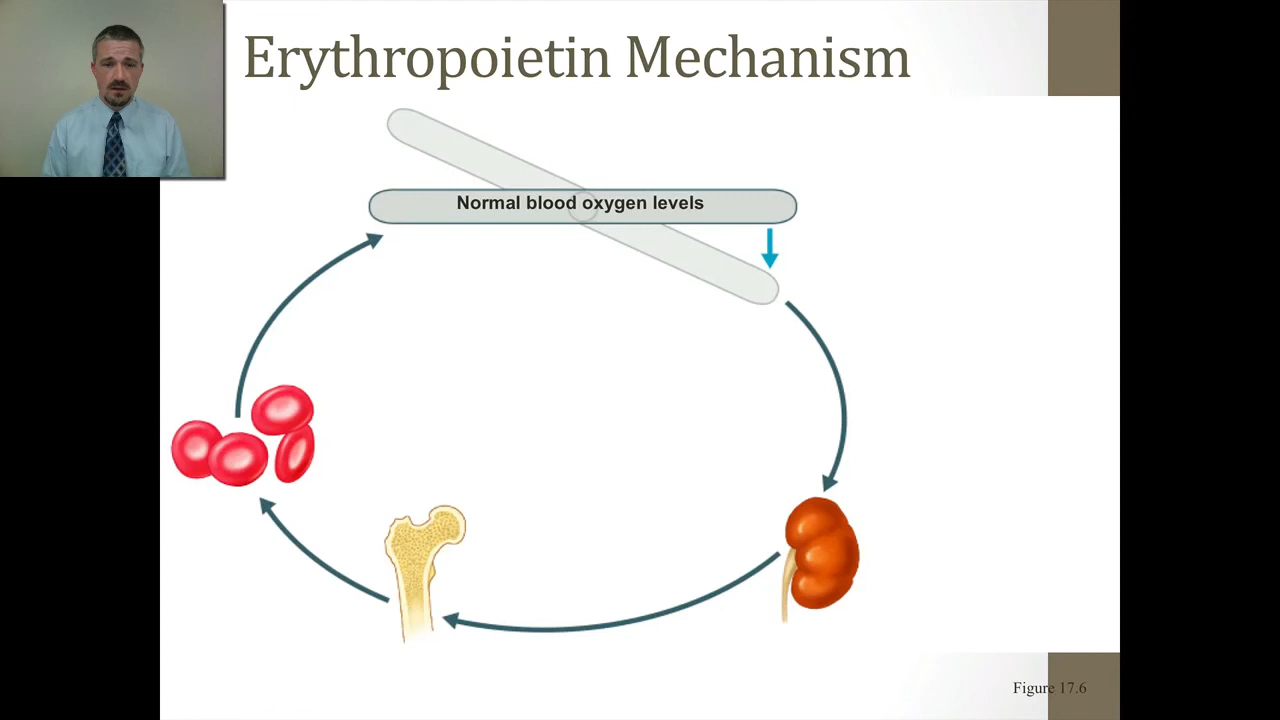 Erythropoietin Mechanism
Normal blood oxygen levels
Figure 17.6